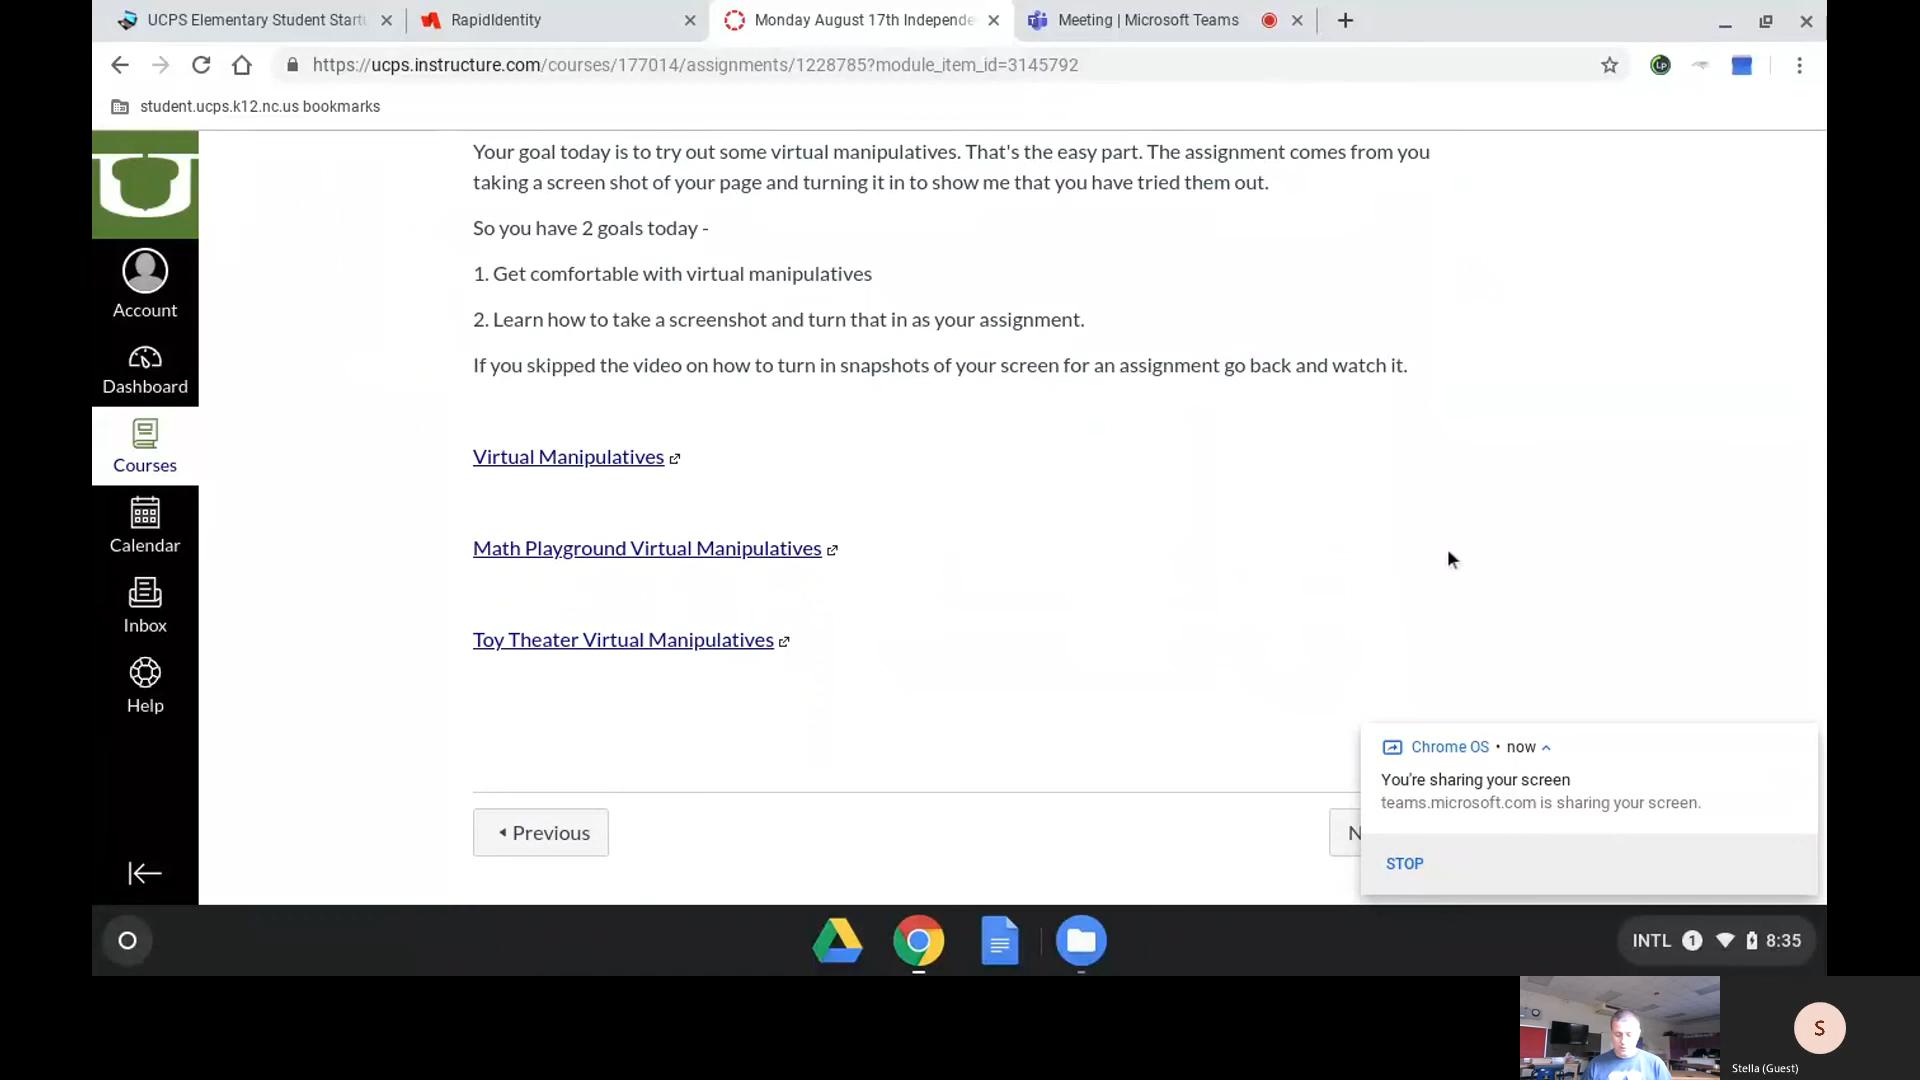 UCPS Elementary Student Start
RapidIdentity
Monday August 17th Independe
Meeting | Microsoft Teams
https://ucps.instructure.com/courses/177014/assignments/1228785?module_item_id=3145792
student.ucps.k12.nc.us bookmarks
Your goal today is to try out some virtual manipulatives. That's the easy part. The assignment comes from you
taking a screen shot of your page and turning it in to show me that you have tried them out.
So you have 2 goals today -
1. Get comfortable with virtual manipulatives
2. Learn how to take a screenshot and turn that in as your assignment.
If you skipped the video on how to turn in snapshots of your screen for an assignment go back and watch it.
Virtual Manipulatives
Math Playground Virtual Manipulatives
Toy Theater Virtual Manipulatives
Account
Dashboard
Courses
Calendar
Inbox
Help
Previous
N
Chrome OS • now
You're sharing your screen
teams.microsoft.com is sharing your screen.
STOP
INTL 1 8:35
S
Stella (Guest)